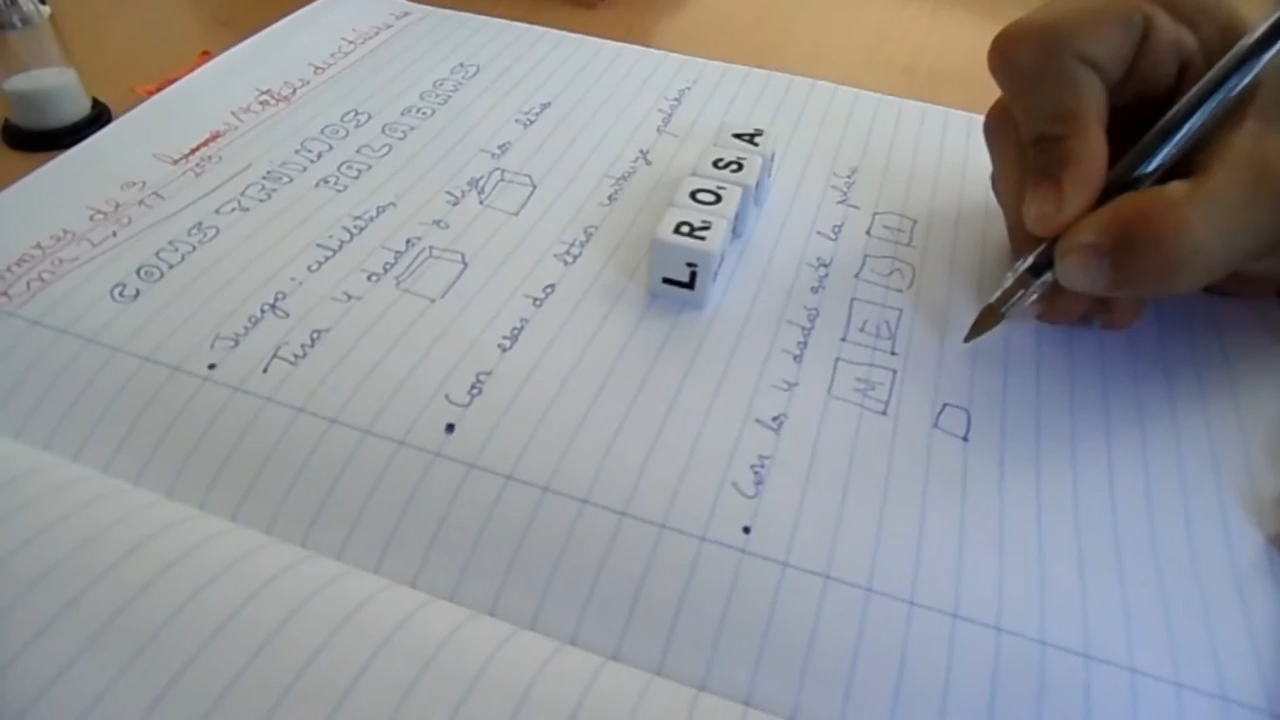 CONSTRUIMOS
PALABRAS
• Juego: cubiletras.
Tira 4 dados y elige dos letras
• Con esas dos letras construye palabras:
L R O S A
• Con los 4 dados sale la palabra
M E S A